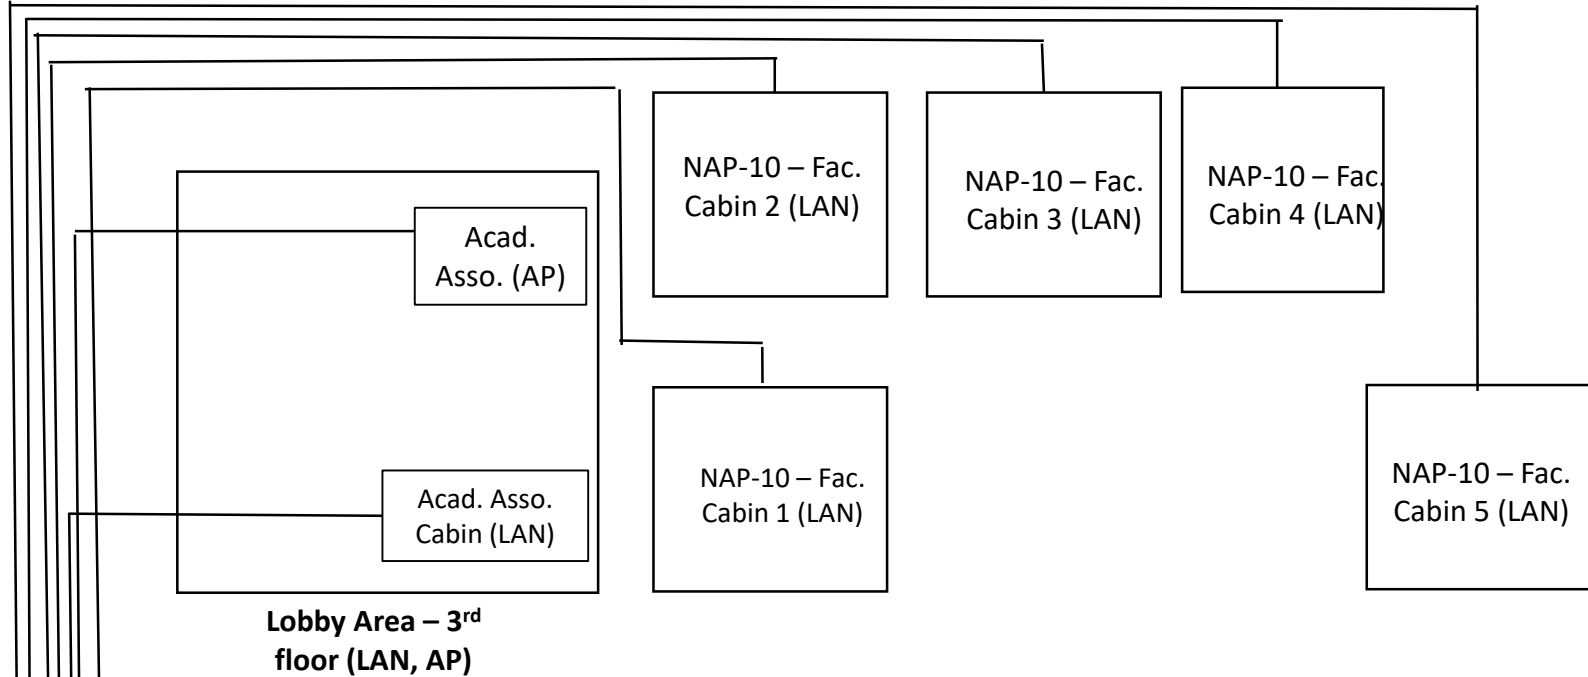 NAP-10 – Fac.
Cabin 2 (LAN)
NAP-10 – Fac.
Cabin 3 (LAN)
NAP-10 – Fac.
Cabin 4 (LAN)
Acad.
Asso. (AP)
Acad. Asso.
Cabin (LAN)
NAP-10 – Fac.
Cabin 1 (LAN)
NAP-10 – Fac.
Cabin 5 (LAN)
Lobby Area – 3rd
floor (LAN, AP)